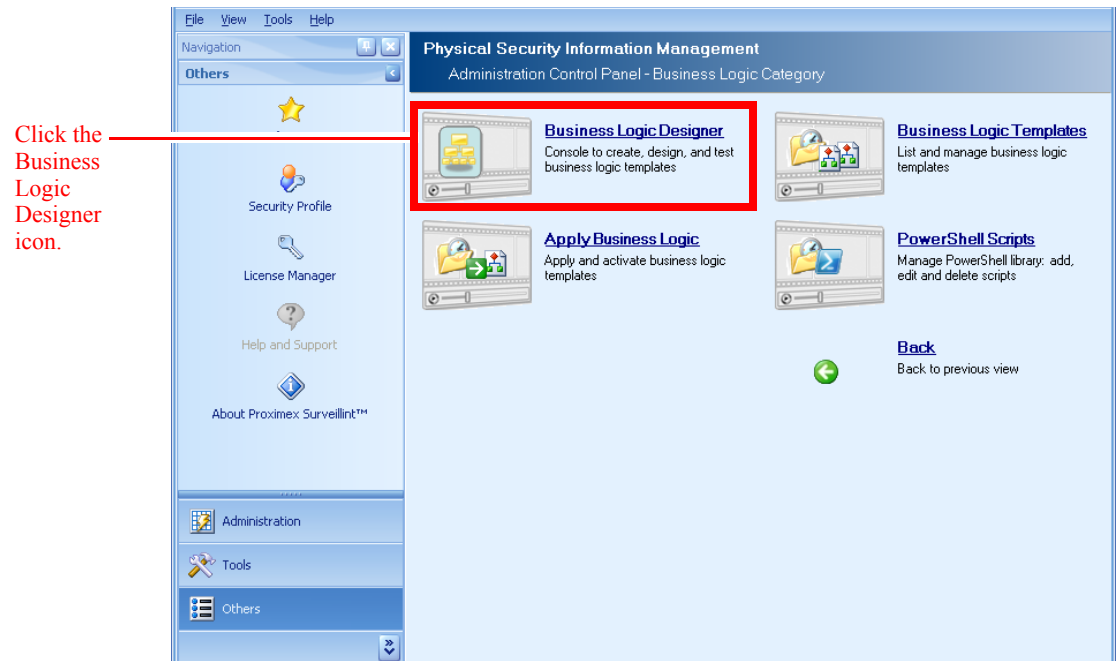 File View Tools Help
Navigation
Others
Security Profile
License Manager
Help and Support
About Proximex Surveillint™
Administration
Tools
Others
Physical Security Information Management
Administration Control Panel - Business Logic Category
Business Logic Designer
Console to create, design, and test
business logic templates
Business Logic Templates
List and manage business logic
templates
Apply Business Logic
Apply and activate business logic
templates
PowerShell Scripts
Manage PowerShell library: add,
edit and delete scripts
Back
Back to previous view
Click the
Business
Logic
Designer
icon.